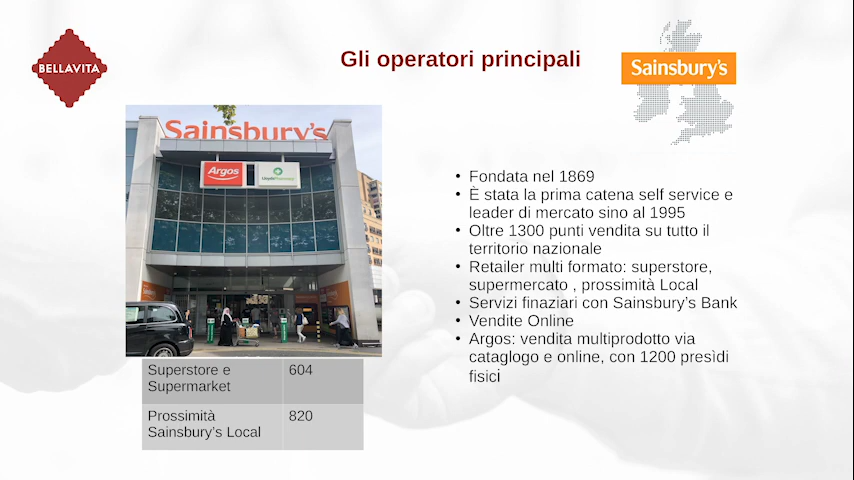 BELLAVITA
Gli operatori principali
Sainsbury's
Sainsbury's
Argos
LloydsPharmacy
• Fondata nel 1869
• È stata la prima catena self service e
leader di mercato sino al 1995
• Oltre 1300 punti vendita su tutto il
territorio nazionale
• Retailer multi formato: superstore,
supermercato , prossimità Local
• Servizi finaziari con Sainsbury's Bank
• Vendite Online
• Argos: vendita multiprodotto via
cataglogo e online, con 1200 presìdi
fisici
Superstore e 604
Supermarket
Prossimità 820
Sainsbury's Local